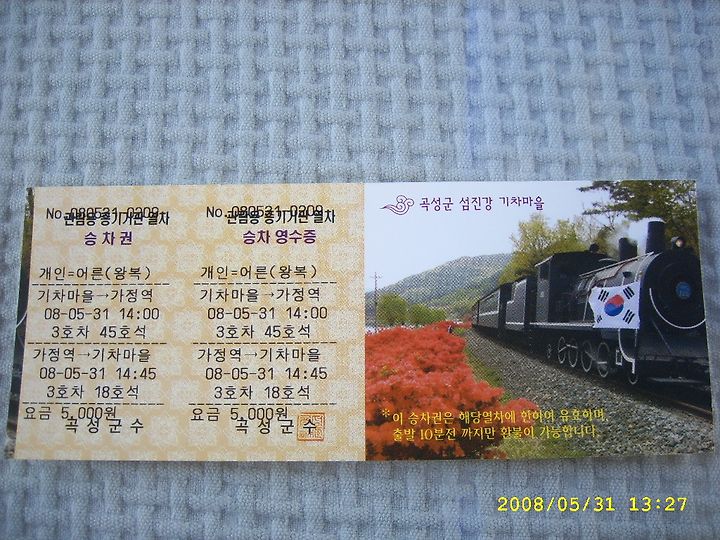 No 080531-0209
관람용 증기기관 열차
승 차 권
개인=어른(왕복)
기차마을→가정역
08-05-31 14:00
3호차 45호석
가정역→기차마을
08-05-31 14:45
3호차 18호석
요금 5,000원
곡성군수
No. 080531-0209
관람용 증기기관 열차
승차 영수증
개인=어른(왕복)
기차마을→가정역
08-05-31 14:00
3호차 45호석
가정역→기차마을
08-05-31 14:45
3호차 18호석
요금 5,000원
곡성군수
곡성군 섬진강 기차마을
*이 승차권은 해당열차에 한하여 유효하며
출발 10분전 까지만 환불이 가능합니다.
2008/05/31 13:27